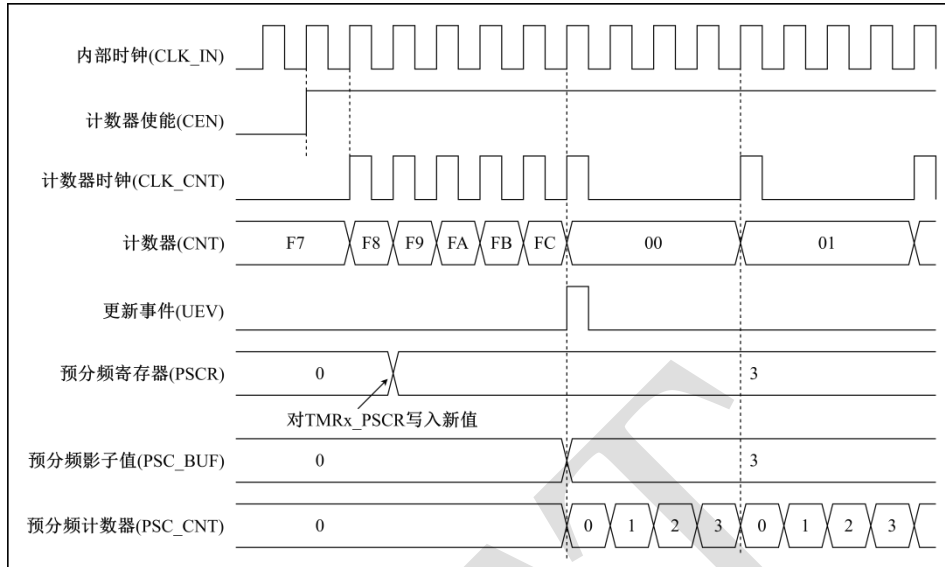 内部时钟(CLK_IN)
计数器使能(CEN)
计数器时钟(CLK_CNT)
计数器(CNT) F7 F8 F9 FA FB FC 00 01
更新事件(UEV)
预分频寄存器(PSCR) 0 3
对TMRx_PSCR写入新值
预分频影子值(PSC_BUF) 0 3
预分频计数器(PSC_CNT) 0 0 1 2 3 0 1 2 3